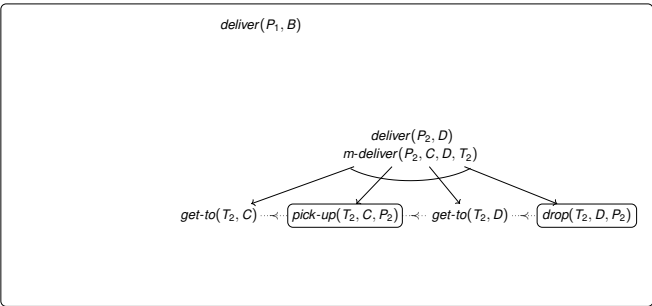 deliver(P₁, B)
deliver(P₂, D)
m-deliver(P₂, C, D, T₂)
get-to(T₂, C) ≺ pick-up(T₂, C, P₂) ≺ get-to(T₂, D) ≺ drop(T₂, D, P₂)